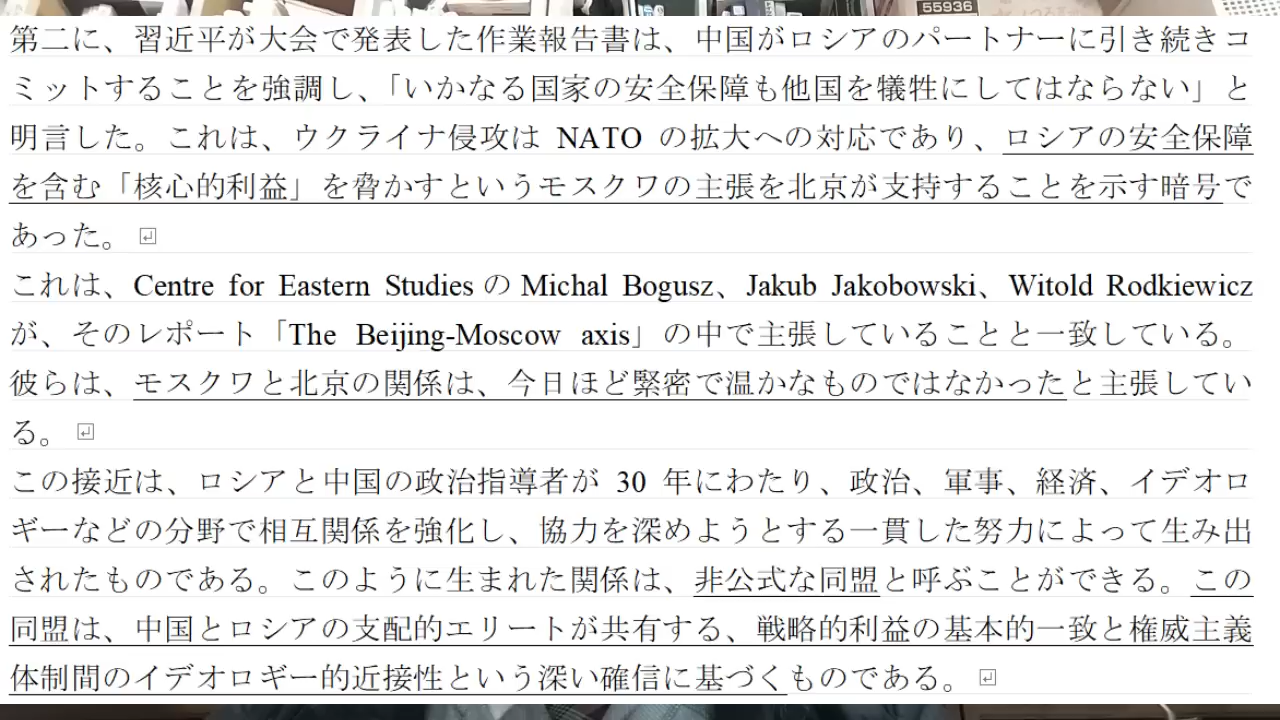 55936
第二に、習近平が大会で発表した作業報告書は、中国がロシアのパートナーに引き続きコ
ミットすることを強調し、「いかなる国家の安全保障も他国を犠牲にしてはならない」と
明言した。これは、ウクライナ侵攻は NATO の拡大への対応であり、ロシアの安全保障
を含む「核心的利益」を脅かすというモスクワの主張を北京が支持することを示す暗号で
あった。
これは、Centre for Eastern Studies の Michal Bogusz、Jakub Jakobowski、Witold Rodkiewicz
が、そのレポート「The Beijing-Moscow axis」の中で主張していることと一致している。
彼らは、モスクワと北京の関係は、今日ほど緊密で温かなものではなかったと主張してい
る。
この接近は、ロシアと中国の政治指導者が 30 年にわたり、政治、軍事、経済、イデオロ
ギーなどの分野で相互関係を強化し、協力を深めようとする一貫した努力によって生み出
されたものである。このように生まれた関係は、非公式な同盟と呼ぶことができる。この
同盟は、中国とロシアの支配的エリートが共有する、戦略的利益の基本的一致と権威主義
体制間のイデオロギー的近接性という深い確信に基づくものである。